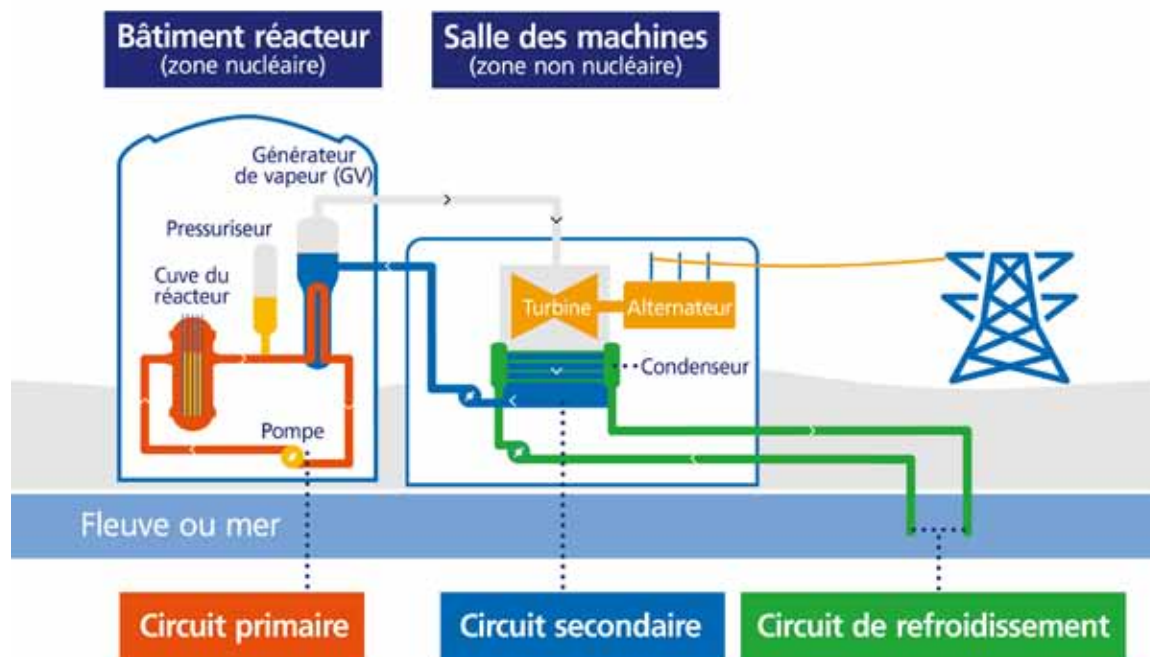 Bâtiment réacteur
(zone nucléaire)
Salle des machines
(zone non nucléaire)
Générateur
de vapeur (GV)
Pressuriseur
Cuve du
réacteur
Turbine
Alternateur
Condenseur
Pompe
Fleuve ou mer
Circuit primaire
Circuit secondaire
Circuit de refroidissement